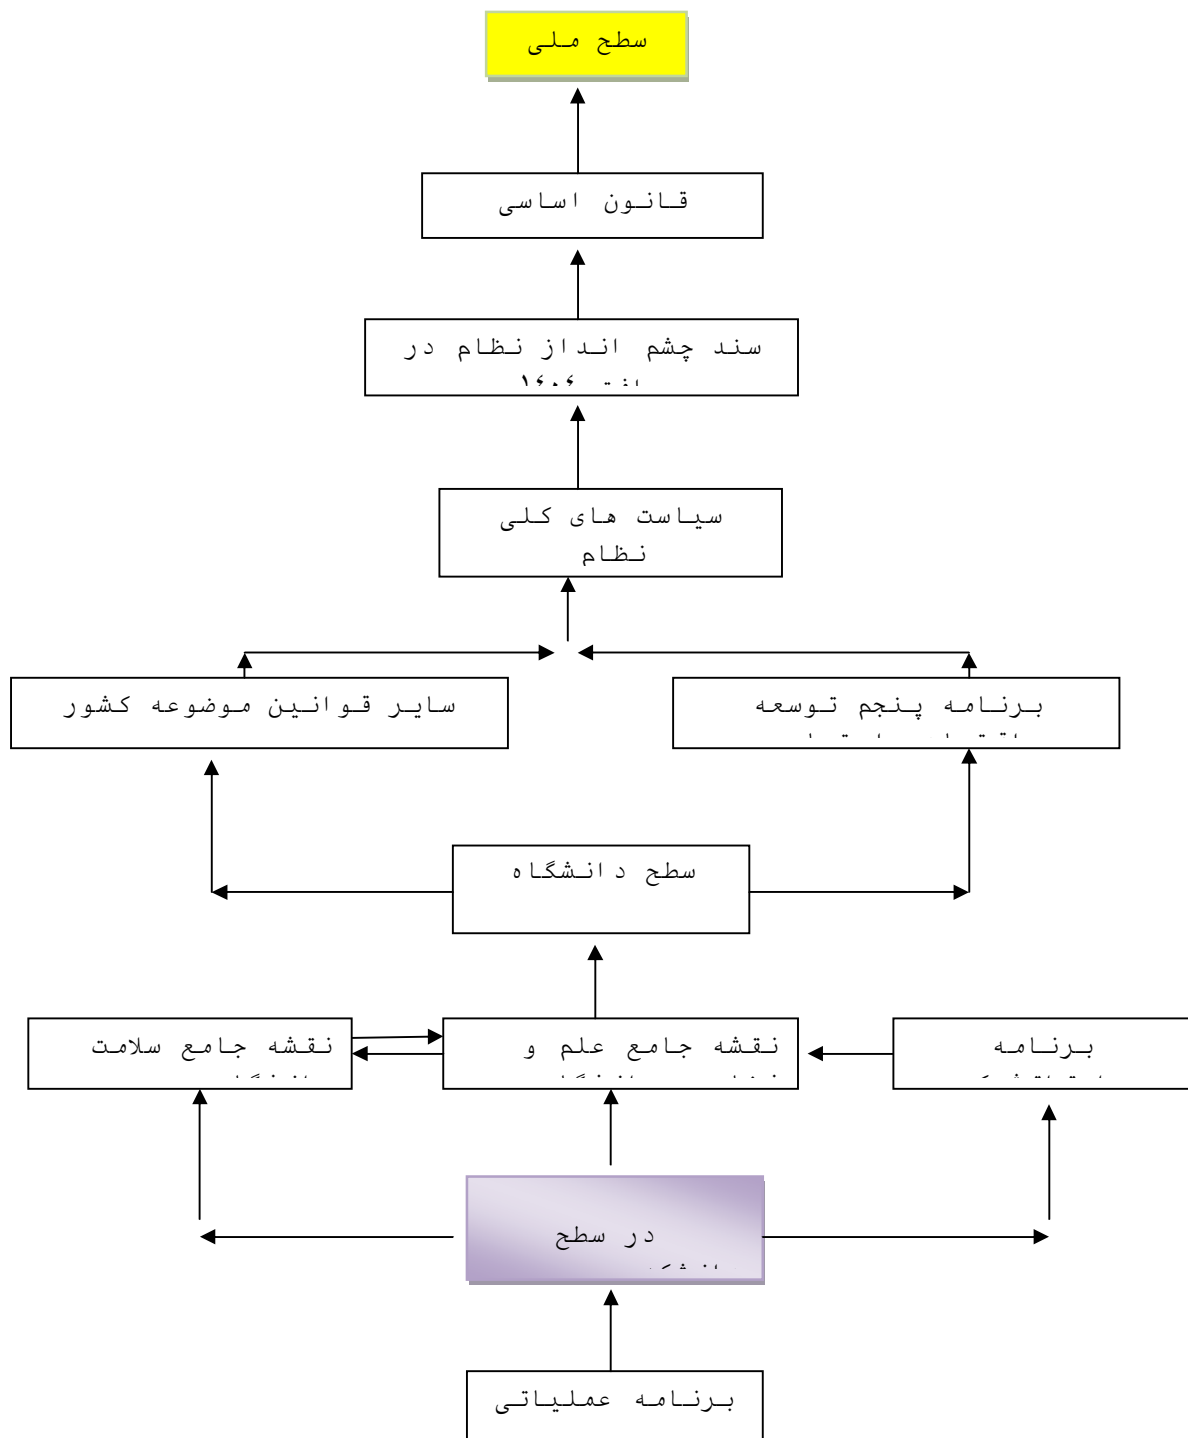 سطح ملی
قانون اساسی
سند چشم انداز نظام در
سیاست های کلی
نظام
سایر قوانین موضوعه کشور
برنامه پنجم توسعه
سطح دانشگاه
نقشه جامع سلامت
نقشه جامع علم و
برنامه
در سطح
برنامه عملیاتی